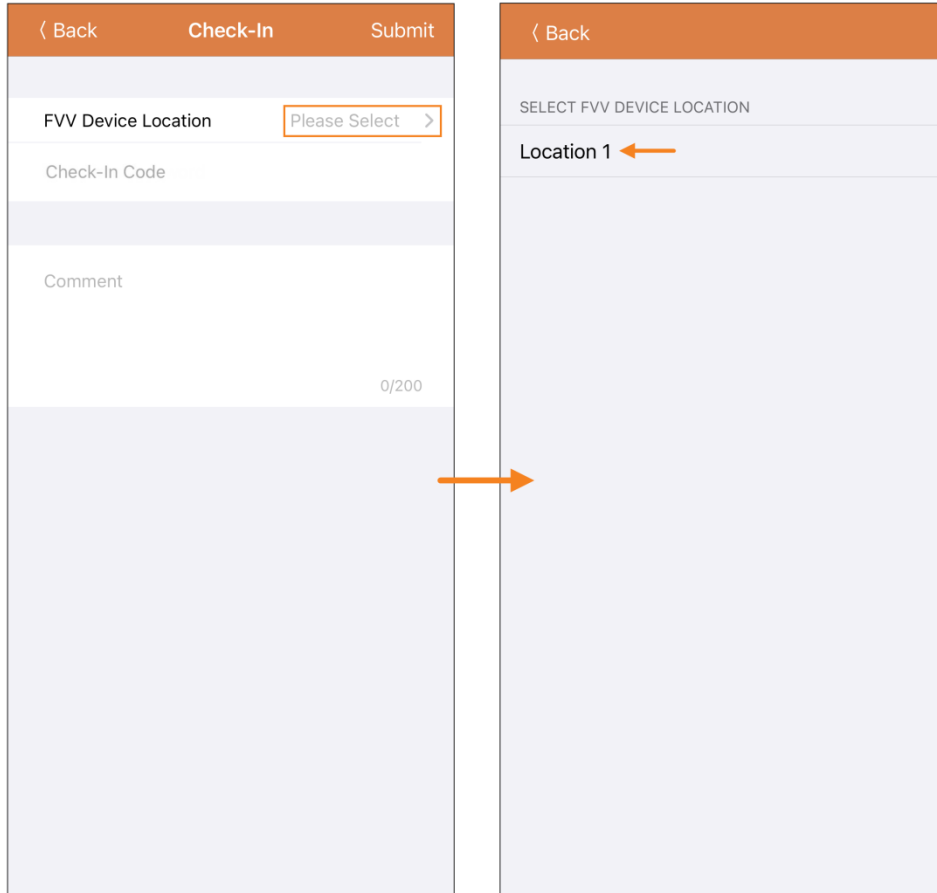 Back
Check-In
Submit
FVV Device Location
Please Select
Check-In Code
Comment
0/200
Back
SELECT FVV DEVICE LOCATION
Location 1